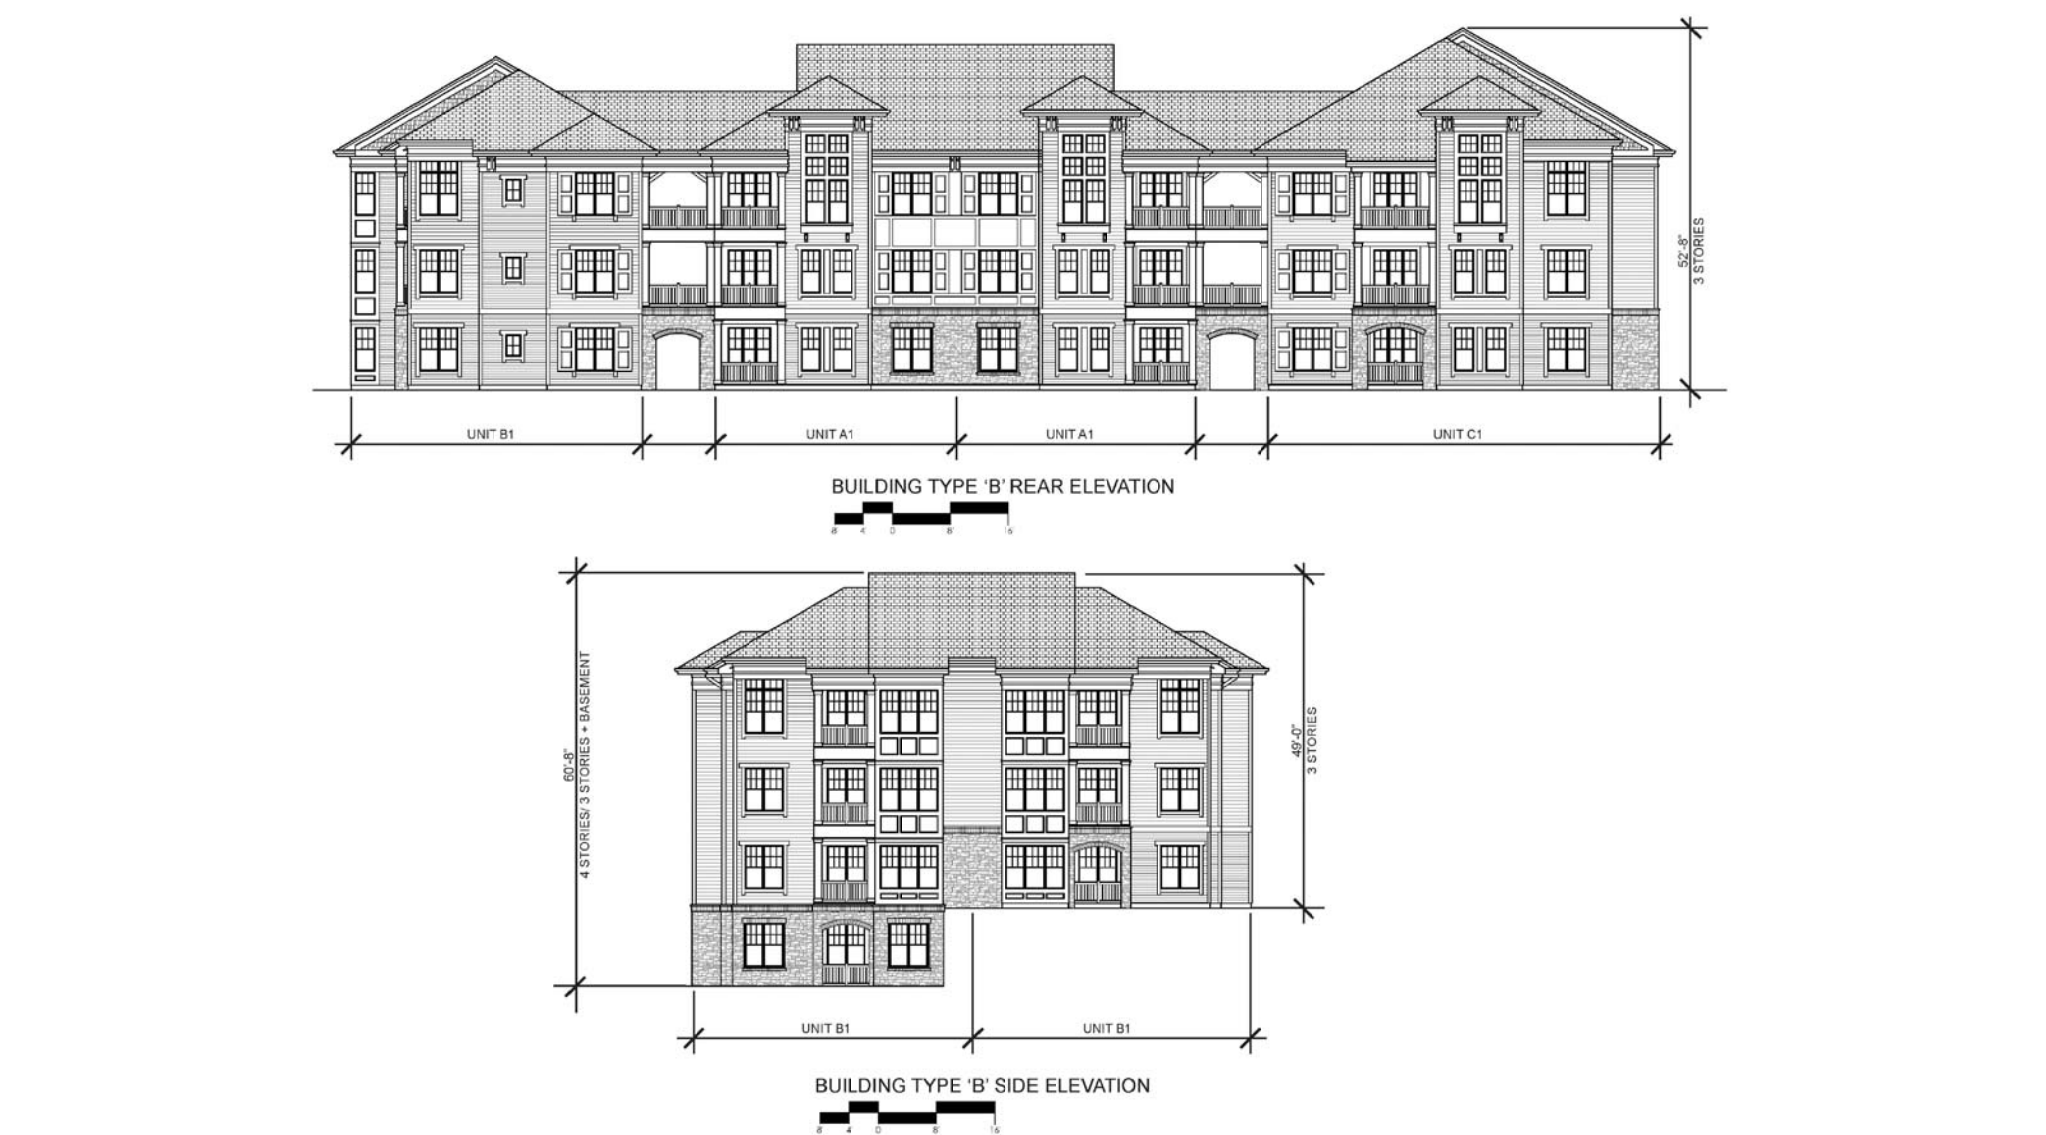 52'-8"
3 STORIES
UNIT B1
UNIT A1
UNIT A1
UNIT C1
BUILDING TYPE ‘B’ REAR ELEVATION
8' 4' 0 8' 16'
60'-8"
4 STORIES/ 3 STORIES + BASEMENT
49'-0"
3 STORIES
UNIT B1
UNIT B1
BUILDING TYPE ‘B’ SIDE ELEVATION
8' 4' 0 8' 16'